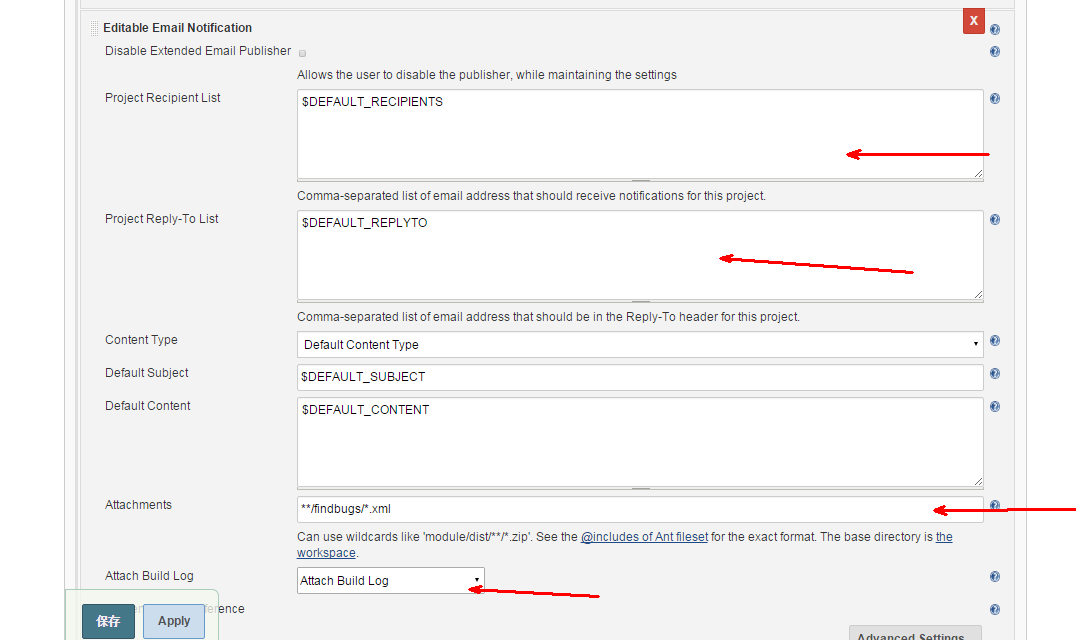 Editable Email Notification
X
Disable Extended Email Publisher
Allows the user to disable the publisher, while maintaining the settings
Project Recipient List
$DEFAULT_RECIPIENTS
Comma-separated list of email address that should receive notifications for this project.
Project Reply-To List
$DEFAULT_REPLYTO
Comma-separated list of email address that should be in the Reply-To header for this project.
Content Type
Default Content Type
Default Subject
$DEFAULT_SUBJECT
Default Content
$DEFAULT_CONTENT
Attachments
**/findbugs/*.xml
Can use wildcards like 'module/dist/**/*.zip'. See the @includes of Ant fileset for the exact format. The base directory is the
workspace.
Attach Build Log
Attach Build Log
保存
Apply
Advanced Settings